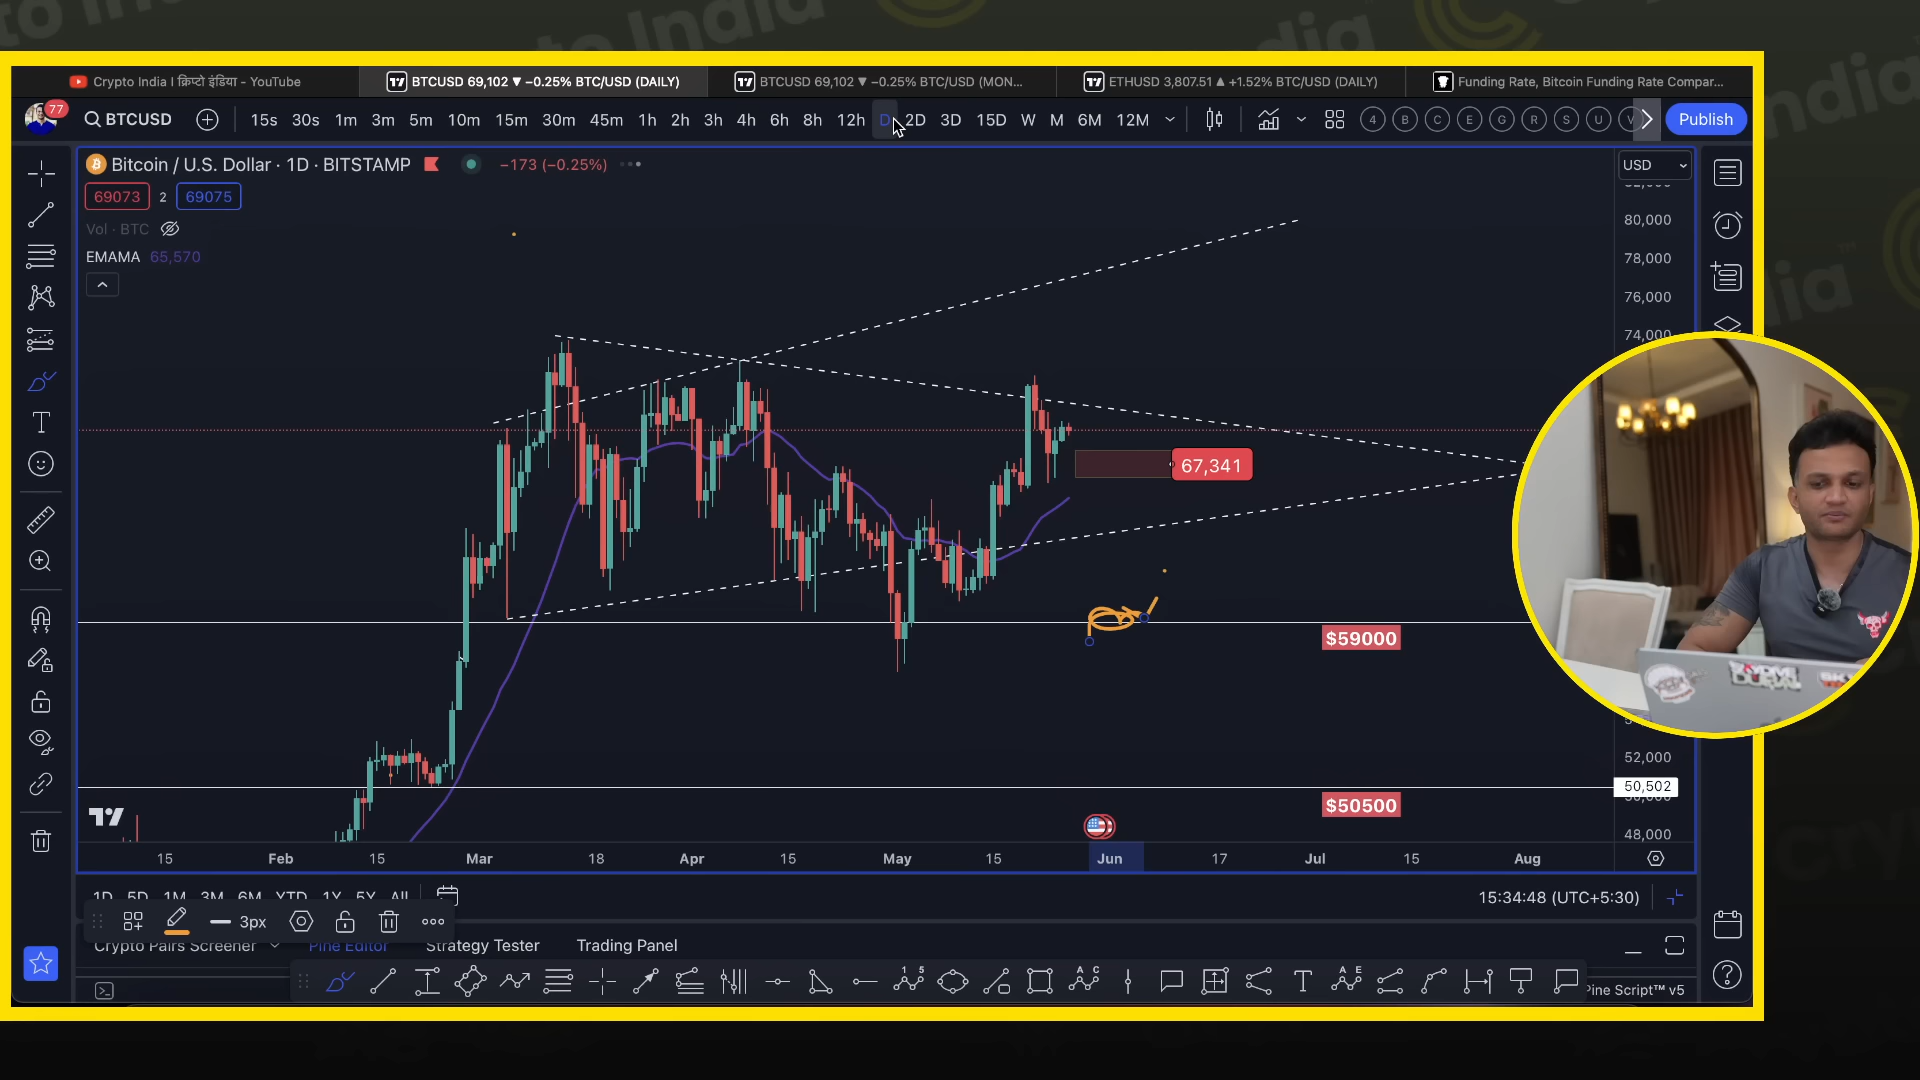 Crypto India I क्रिप्टो इंडिया - YouTube
BTCUSD 69,102 ▼ −0.25% BTC/USD (DAILY)
BTCUSD 69,102 ▼ −0.25% BTC/USD (MON...
ETHUSD 3,807.51 ▲ +1.52% BTC/USD (DAILY)
Funding Rate, Bitcoin Funding Rate Compar...
77
BTCUSD
15s 30s 1m 3m 5m 10m 15m 30m 45m 1h 2h 3h 4h 6h 8h 12h D 2D 3D 15D W M 6M 12M
4 B C E G R S U V
Publish
Bitcoin / U.S. Dollar · 1D · BITSTAMP
−173 (−0.25%)
USD
69073 2 69075
Vol · BTC
EMAMA 65,570
80,000
78,000
76,000
74,000
67,341
$59000
52,000
50,502
$50500
48,000
15 Feb 15 Mar 18 Apr 15 May 15 Jun 17 Jul 15 Aug
1D 5D 1M 3M 6M YTD 1Y 5Y All
15:34:48 (UTC+5:30)
3px
Crypto Pairs Screener
Pine Editor
Strategy Tester
Trading Panel
Pine Script™ v5